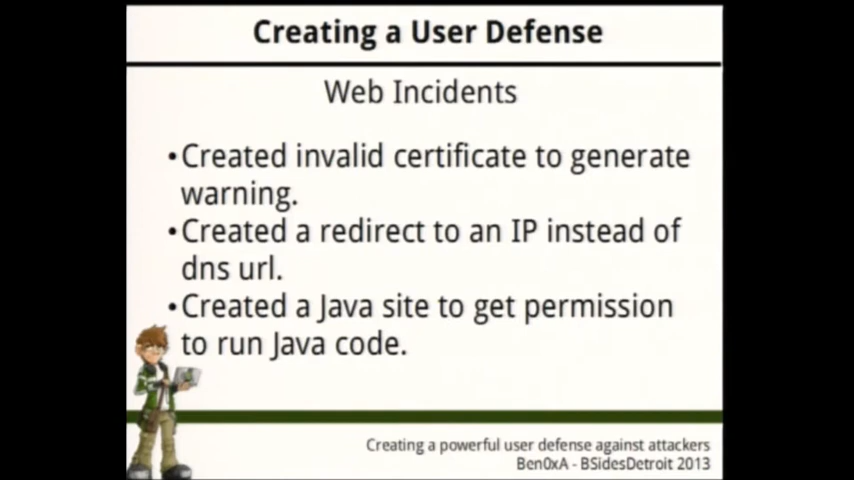 Creating a User Defense
Web Incidents
•Created invalid certificate to generate
warning.
•Created a redirect to an IP instead of
dns url.
•Created a Java site to get permission
to run Java code.
Creating a powerful user defense against attackers
Ben0xA - BSidesDetroit 2013